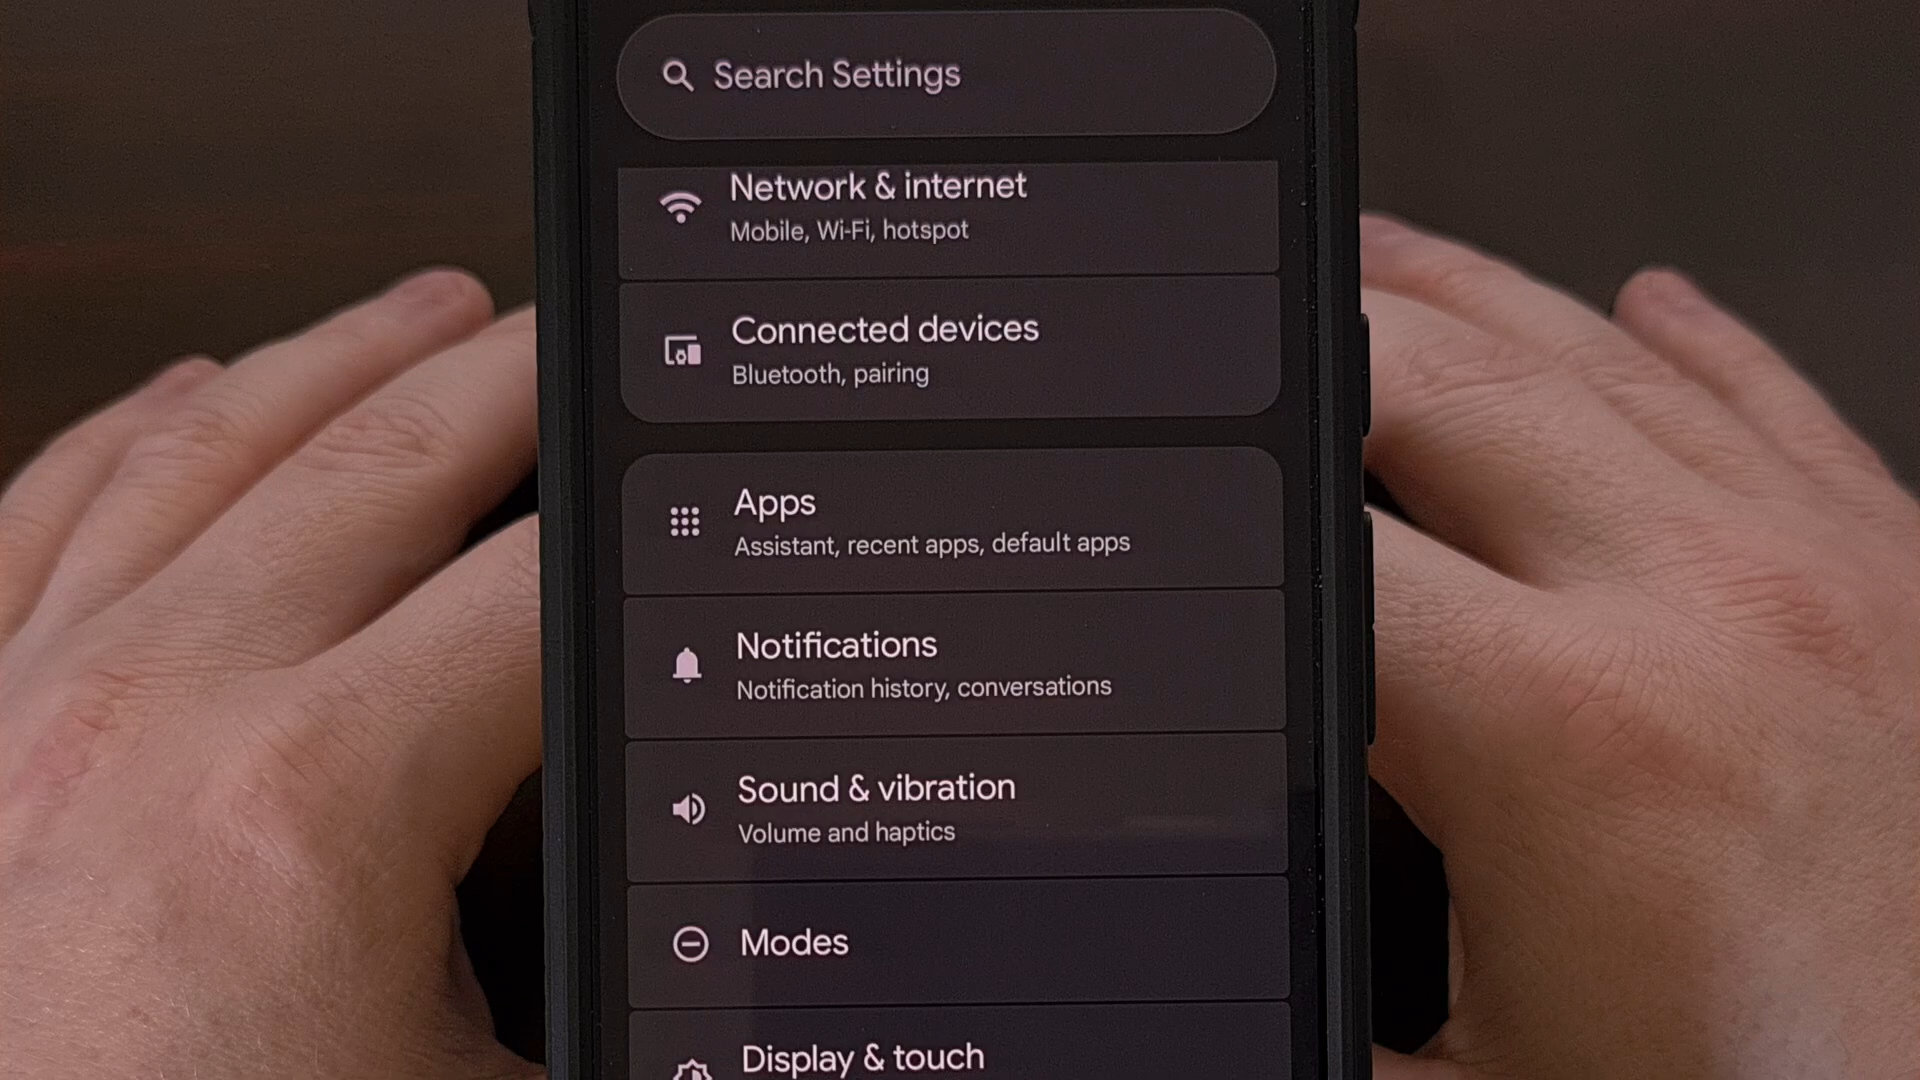 Search Settings
Network & internet
Mobile, Wi-Fi, hotspot
Connected devices
Bluetooth, pairing
Apps
Assistant, recent apps, default apps
Notifications
Notification history, conversations
Sound & vibration
Volume and haptics
Modes
Display & touch